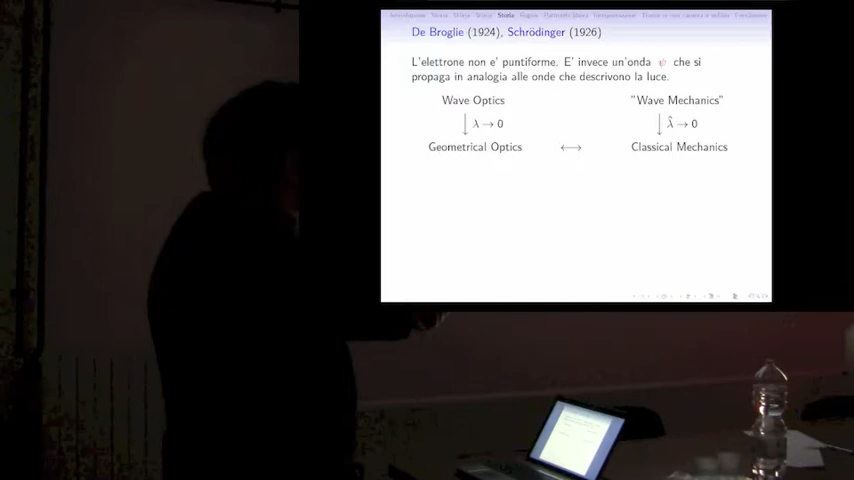 Storia
De Broglie (1924), Schrödinger (1926)
L'elettrone non e' puntiforme. E' invece un'onda ψ che si
propaga in analogia alle onde che descrivono la luce.
Wave Optics "Wave Mechanics"
↓ λ → 0 ↓ λ̂ → 0
Geometrical Optics ⟷ Classical Mechanics